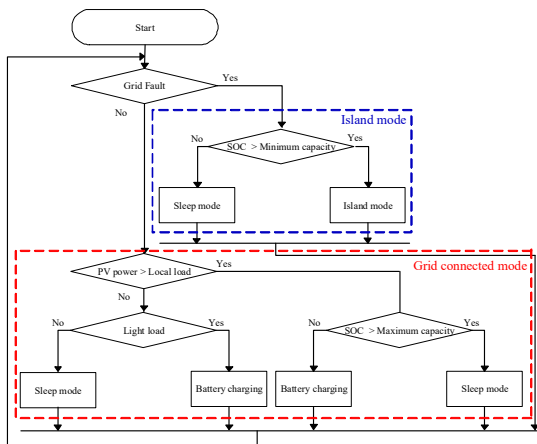 Start
Grid Fault
Yes
No
Island mode
SOC > Minimum capacity
No
Yes
Sleep mode
Island mode
Grid connected mode
PV power > Local load
Yes
No
Light load
No
Yes
SOC > Maximum capacity
No
Yes
Sleep mode
Battery charging
Battery charging
Sleep mode